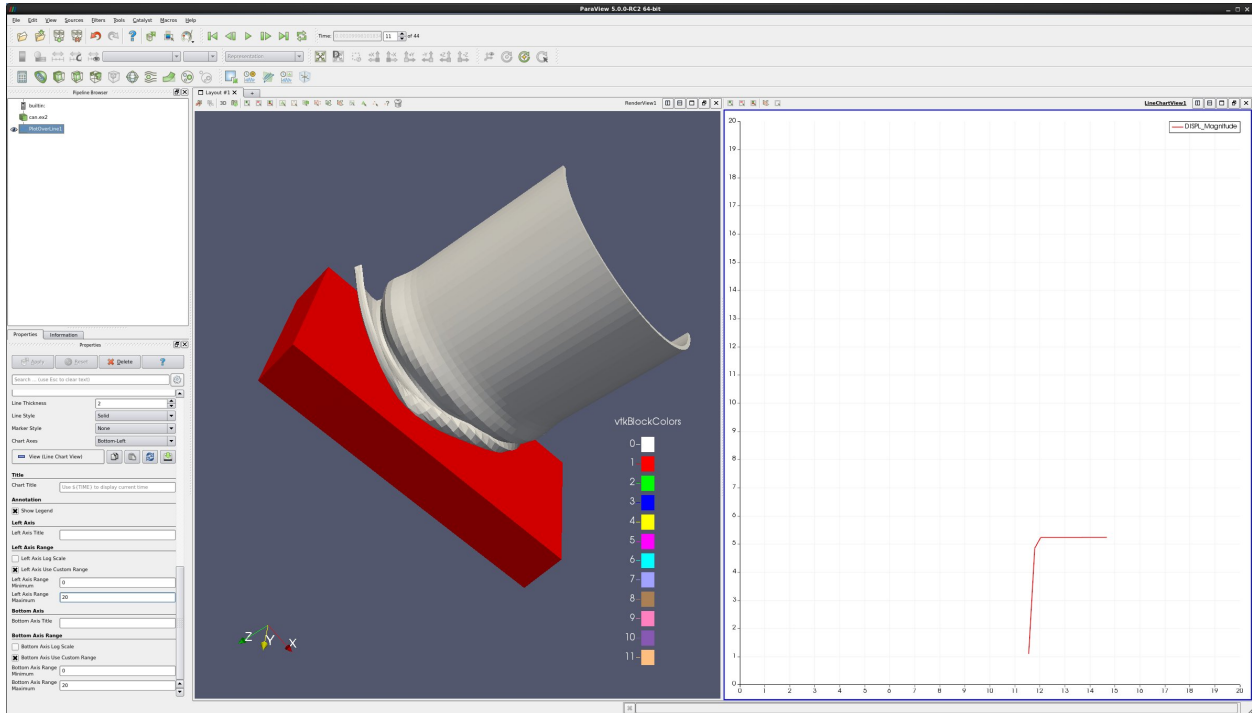 ParaView 5.0.0-RC2 64-bit
File Edit View Sources Filters Tools Catalyst Macros Help
Time: 11 of 44
Representation
Pipeline Browser
Layout #1
builtin:
can.ex2
PlotOverLine1
3D
RenderView1
LineChartView1
DISPL_Magnitude
20
19
18
17
16
15
14
13
12
11
10
9
8
7
6
5
4
3
2
1
0
0 1 2 3 4 5 6 7 8 9 10 11 12 13 14 15 16 17 18 19 20
vtkBlockColors
0
1
2
3
4
5
6
7
8
9
10
11
Z Y X
Properties Information
Properties
Apply Reset Delete ?
Search ... (use Esc to clear text)
Line Thickness 2
Line Style Solid
Marker Style None
Chart Axes Bottom-Left
View (Line Chart View)
Title
Chart Title Use ${TIME} to display current time
Annotation
Show Legend
Left Axis
Left Axis Title
Left Axis Range
Left Axis Log Scale
Left Axis Use Custom Range
Left Axis Range Minimum 0
Left Axis Range Maximum 20
Bottom Axis
Bottom Axis Title
Bottom Axis Range
Bottom Axis Log Scale
Bottom Axis Use Custom Range
Bottom Axis Range Minimum 0
Bottom Axis Range Maximum 20